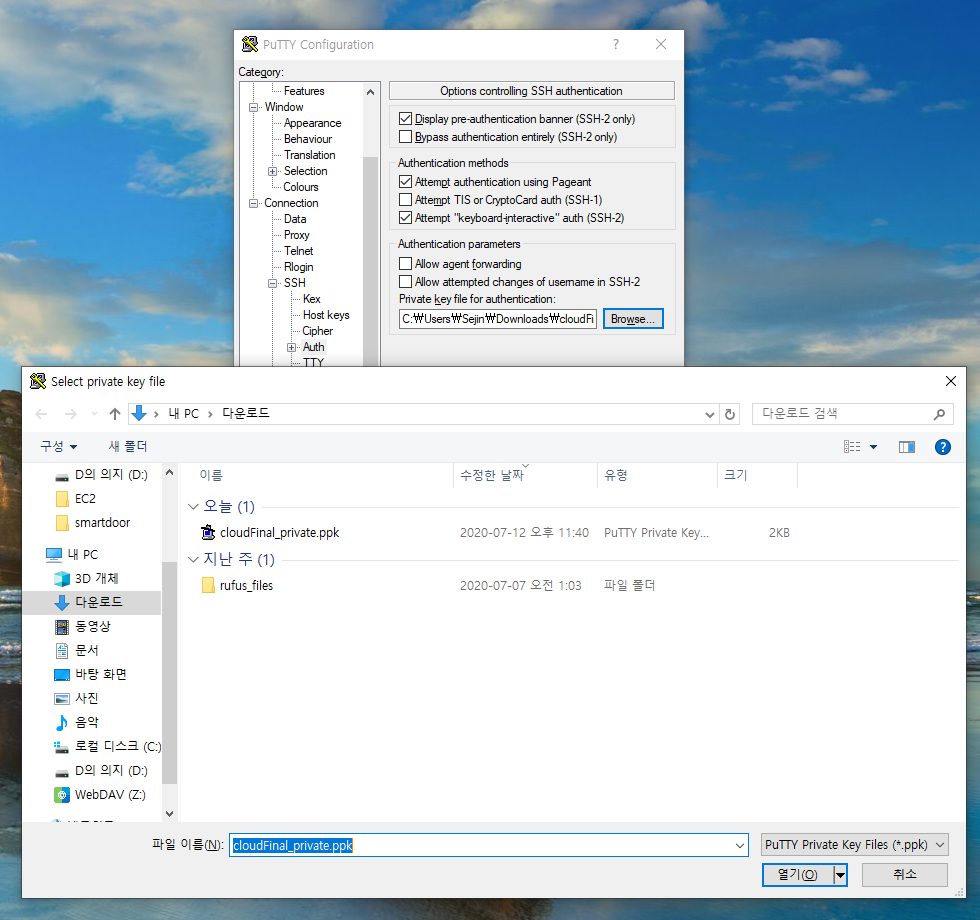 PuTTY Configuration
Category:
Features
Window
Appearance
Behaviour
Translation
Selection
Colours
Connection
Data
Proxy
Telnet
Rlogin
SSH
Kex
Host keys
Cipher
Auth
TTY
Options controlling SSH authentication
Display pre-authentication banner (SSH-2 only)
Bypass authentication entirely (SSH-2 only)
Authentication methods
Attempt authentication using Pageant
Attempt TIS or CryptoCard auth (SSH-1)
Attempt "keyboard-interactive" auth (SSH-2)
Authentication parameters
Allow agent forwarding
Allow attempted changes of username in SSH-2
Private key file for authentication:
C:₩Users₩Sejin₩Downloads₩cloudFi Browse...
Select private key file
내 PC > 다운로드
다운로드 검색
구성 새 폴더
D의 의지 (D:)
EC2
smartdoor
내 PC
3D 개체
다운로드
동영상
문서
바탕 화면
사진
음악
로컬 디스크 (C:)
D의 의지 (D:)
WebDAV (Z:)
이름 수정한 날짜 유형 크기
오늘 (1)
cloudFinal_private.ppk 2020-07-12 오후 11:40 PuTTY Private Key... 2KB
지난 주 (1)
rufus_files 2020-07-07 오전 1:03 파일 폴더
파일 이름(N): cloudFinal_private.ppk PuTTY Private Key Files (*.ppk)
열기(O) 취소